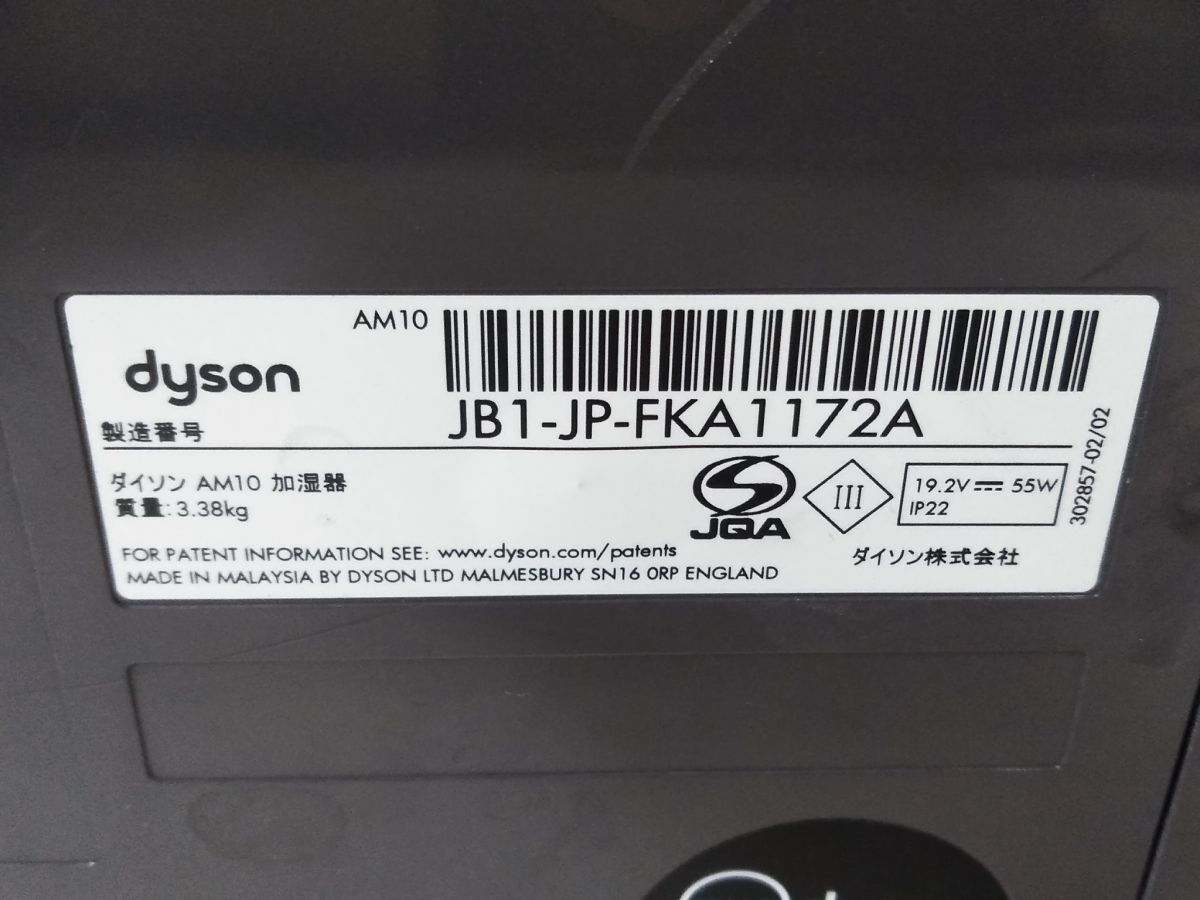 AM10
dyson
製造番号
JB1-JP-FKA1172A
ダイソン AM10 加湿器
質量:3.38kg
JQA
III
19.2V⎓ 55W
IP22
302857-02/02
FOR PATENT INFORMATION SEE: www.dyson.com/patents
ダイソン株式会社
MADE IN MALAYSIA BY DYSON LTD MALMESBURY SN16 0RP ENGLAND